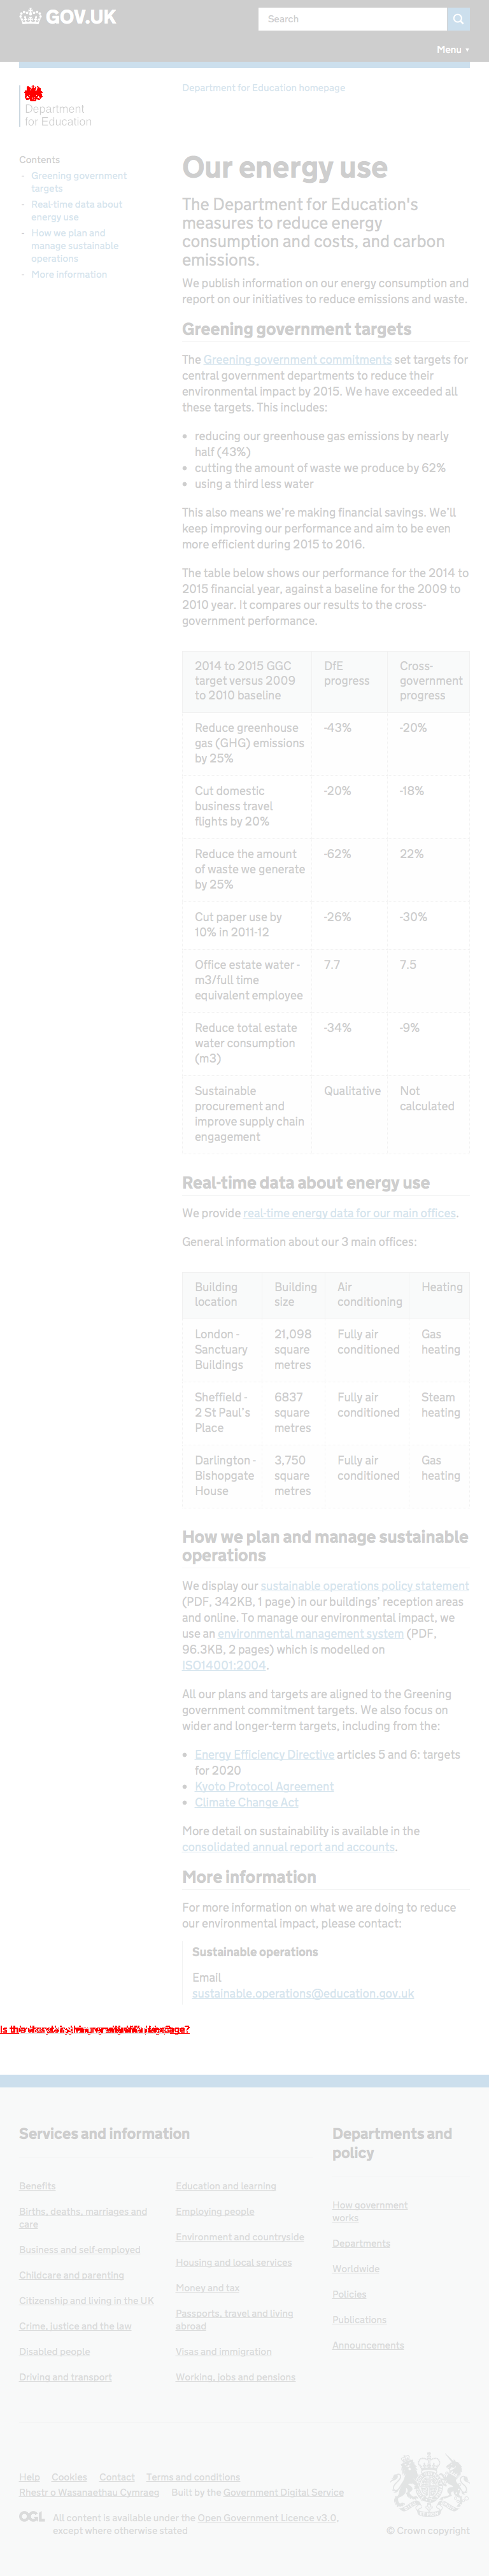 GOV.UK
Search
Menu
Department for Education homepage
Department
for Education
Contents
Greening government
targets
Real-time data about
energy use
How we plan and
manage sustainable
operations
More information
Our energy use
The Department for Education's
measures to reduce energy
consumption and costs, and carbon
emissions.
We publish information on our energy consumption and
report on our initiatives to reduce emissions and waste.
Greening government targets
The Greening government commitments set targets for
central government departments to reduce their
environmental impact by 2015. We have exceeded all
these targets. This includes:
reducing our greenhouse gas emissions by nearly
half (43%)
cutting the amount of waste we produce by 62%
using a third less water
This also means we're making financial savings. We'll
keep improving our performance and aim to be even
more efficient during 2015 to 2016.
The table below shows our performance for the 2014 to
2015 financial year, against a baseline for the 2009 to
2010 year. It compares our results to the cross-
government performance.
2014 to 2015 GGC
target versus 2009
to 2010 baseline
DfE
progress
Cross-
government
progress
Reduce greenhouse
gas (GHG) emissions
by 25%
-43%
-20%
Cut domestic
business travel
flights by 20%
-20%
-18%
Reduce the amount
of waste we generate
by 25%
-62%
22%
Cut paper use by
10% in 2011-12
-26%
-30%
Office estate water -
m3/full time
equivalent employee
7.7
7.5
Reduce total estate
water consumption
(m3)
-34%
-9%
Sustainable
procurement and
improve supply chain
engagement
Qualitative
Not
calculated
Real-time data about energy use
We provide real-time energy data for our main offices.
General information about our 3 main offices:
Building
location
Building
size
Air
conditioning
Heating
London -
Sanctuary
Buildings
21,098
square
metres
Fully air
conditioned
Gas
heating
Sheffield -
2 St Paul's
Place
6837
square
metres
Fully air
conditioned
Steam
heating
Darlington -
Bishopgate
House
3,750
square
metres
Fully air
conditioned
Gas
heating
How we plan and manage sustainable
operations
We display our sustainable operations policy statement
(PDF, 342KB, 1 page) in our buildings' reception areas
and online. To manage our environmental impact, we
use an environmental management system (PDF,
96.3KB, 2 pages) which is modelled on
ISO14001:2004.
All our plans and targets are aligned to the Greening
government commitment targets. We also focus on
wider and longer-term targets, including from the:
Energy Efficiency Directive articles 5 and 6: targets
for 2020
Kyoto Protocol Agreement
Climate Change Act
More detail on sustainability is available in the
consolidated annual report and accounts.
More information
For more information on what we are doing to reduce
our environmental impact, please contact:
Sustainable operations
Email
sustainable.operations@education.gov.uk
Services and information
Benefits
Births, deaths, marriages and
care
Business and self-employed
Childcare and parenting
Citizenship and living in the UK
Crime, justice and the law
Disabled people
Driving and transport
Education and learning
Employing people
Environment and countryside
Housing and local services
Money and tax
Passports, travel and living
abroad
Visas and immigration
Working, jobs and pensions
Departments and
policy
How government
works
Departments
Worldwide
Policies
Publications
Announcements
Help Cookies Contact Terms and conditions
Rhestr o Wasanaethau Cymraeg Built by the Government Digital Service
OGL All content is available under the Open Government Licence v3.0,
except where otherwise stated
© Crown copyright